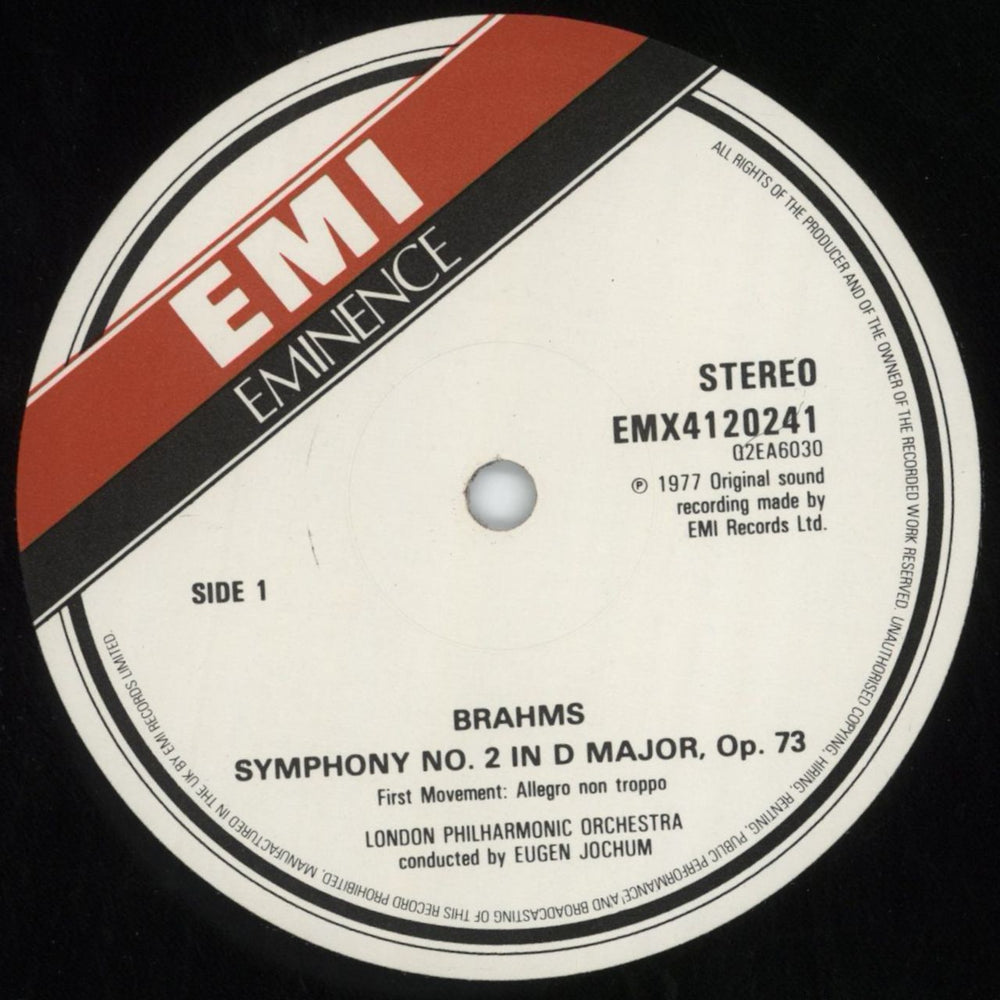 EMI
EMINENCE
STEREO
EMX4120241
Q2EA6030
℗ 1977 Original sound
recording made by
EMI Records Ltd.
SIDE 1
BRAHMS
SYMPHONY NO. 2 IN D MAJOR, Op. 73
First Movement: Allegro non troppo
LONDON PHILHARMONIC ORCHESTRA
conducted by EUGEN JOCHUM
ALL RIGHTS OF THE PRODUCER AND OF THE OWNER OF THE RECORDED WORK RESERVED. UNAUTHORISED COPYING, HIRING, RENTING, PUBLIC PERFORMANCE AND BROADCASTING OF THIS RECORD PROHIBITED. MANUFACTURED IN THE UK BY EMI RECORDS LIMITED.